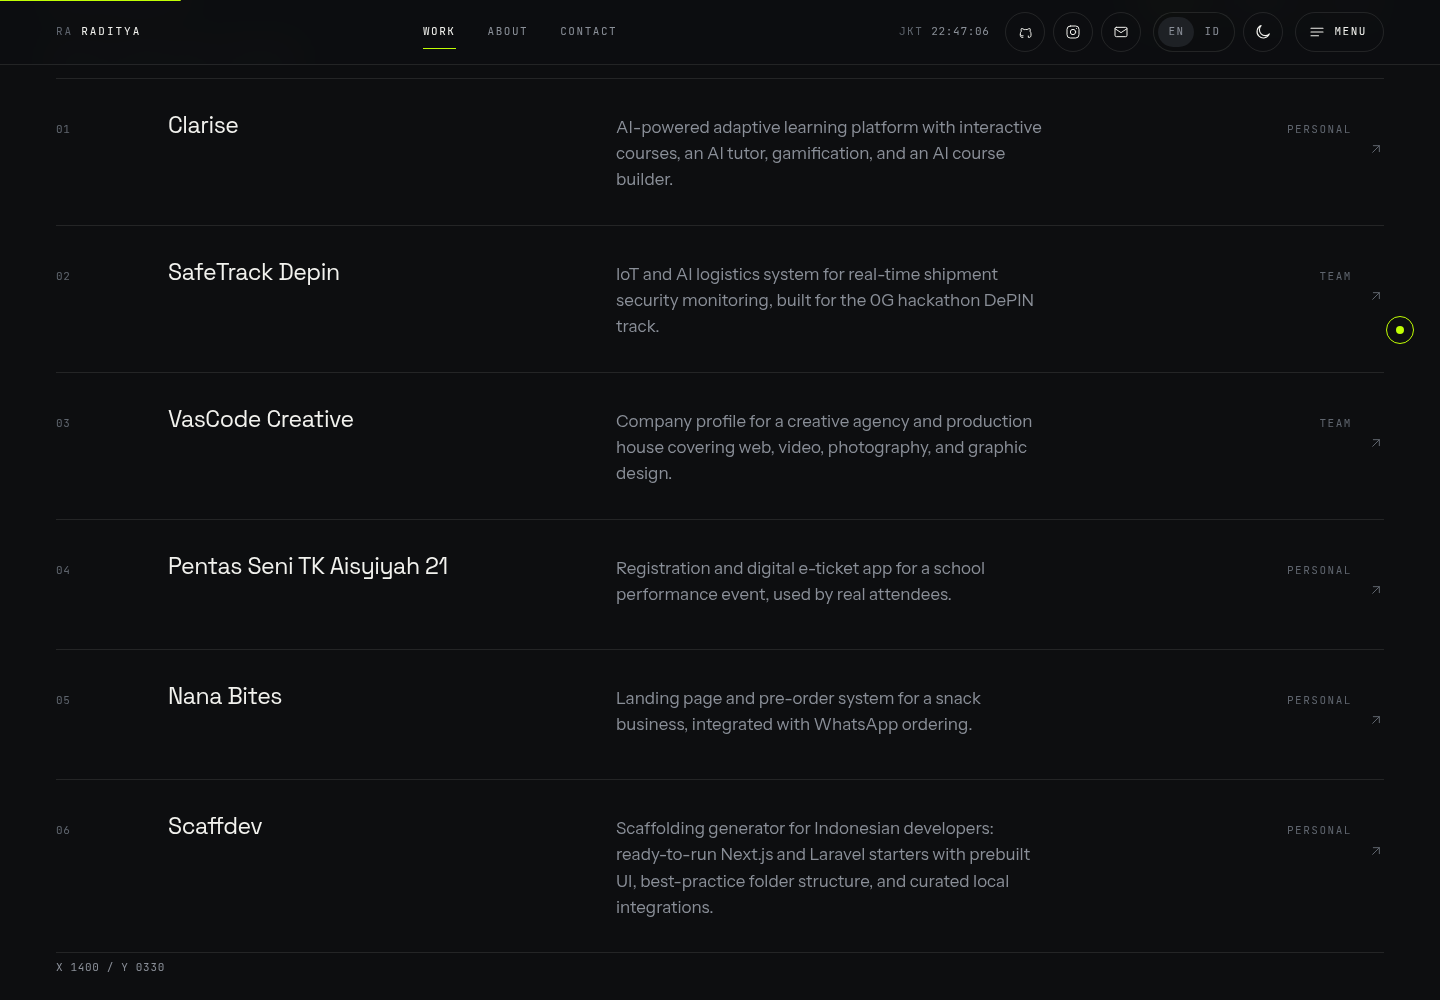 RA RADITYA
WORK
ABOUT
CONTACT
JKT 22:47:06
EN
ID
MENU
01
Clarise
AI-powered adaptive learning platform with interactive
courses, an AI tutor, gamification, and an AI course
builder.
PERSONAL
02
SafeTrack Depin
IoT and AI logistics system for real-time shipment
security monitoring, built for the 0G hackathon DePIN
track.
TEAM
03
VasCode Creative
Company profile for a creative agency and production
house covering web, video, photography, and graphic
design.
TEAM
04
Pentas Seni TK Aisyiyah 21
Registration and digital e-ticket app for a school
performance event, used by real attendees.
PERSONAL
05
Nana Bites
Landing page and pre-order system for a snack
business, integrated with WhatsApp ordering.
PERSONAL
06
Scaffdev
Scaffolding generator for Indonesian developers:
ready-to-run Next.js and Laravel starters with prebuilt
UI, best-practice folder structure, and curated local
integrations.
PERSONAL
X 1400 / Y 0330